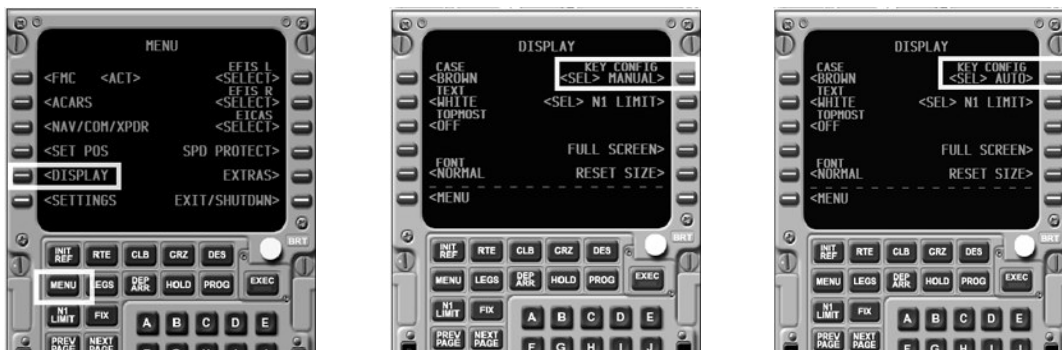 MENU
EFIS L
<FMC <ACT> <SELECT>
EFIS R
<ACARS <SELECT>
EICAS
<NAV/COM/XPDR <SELECT>
<SET POS SPD PROTECT>
<DISPLAY EXTRAS>
<SETTINGS EXIT/SHUTDWN>
BRT
INIT REF RTE CLB CRZ DES
MENU LEGS DEP ARR HOLD PROG EXEC
N1 LIMIT FIX
A B C D E
PREV PAGE NEXT PAGE
DISPLAY
CASE KEY CONFIG
<BROWN <SEL> MANUAL>
TEXT
<WHITE <SEL> N1 LIMIT>
TOPMOST
<OFF
FULL SCREEN>
FONT
<NORMAL RESET SIZE>
<MENU
BRT
INIT REF RTE CLB CRZ DES
MENU LEGS DEP ARR HOLD PROG EXEC
N1 LIMIT FIX
A B C D E
PREV PAGE NEXT PAGE
F G H I J
DISPLAY
CASE KEY CONFIG
<BROWN <SEL> AUTO>
TEXT
<WHITE <SEL> N1 LIMIT>
TOPMOST
<OFF
FULL SCREEN>
FONT
<NORMAL RESET SIZE>
<MENU
BRT
INIT REF RTE CLB CRZ DES
MENU LEGS DEP ARR HOLD PROG EXEC
N1 LIMIT FIX
A B C D E
PREV PAGE NEXT PAGE